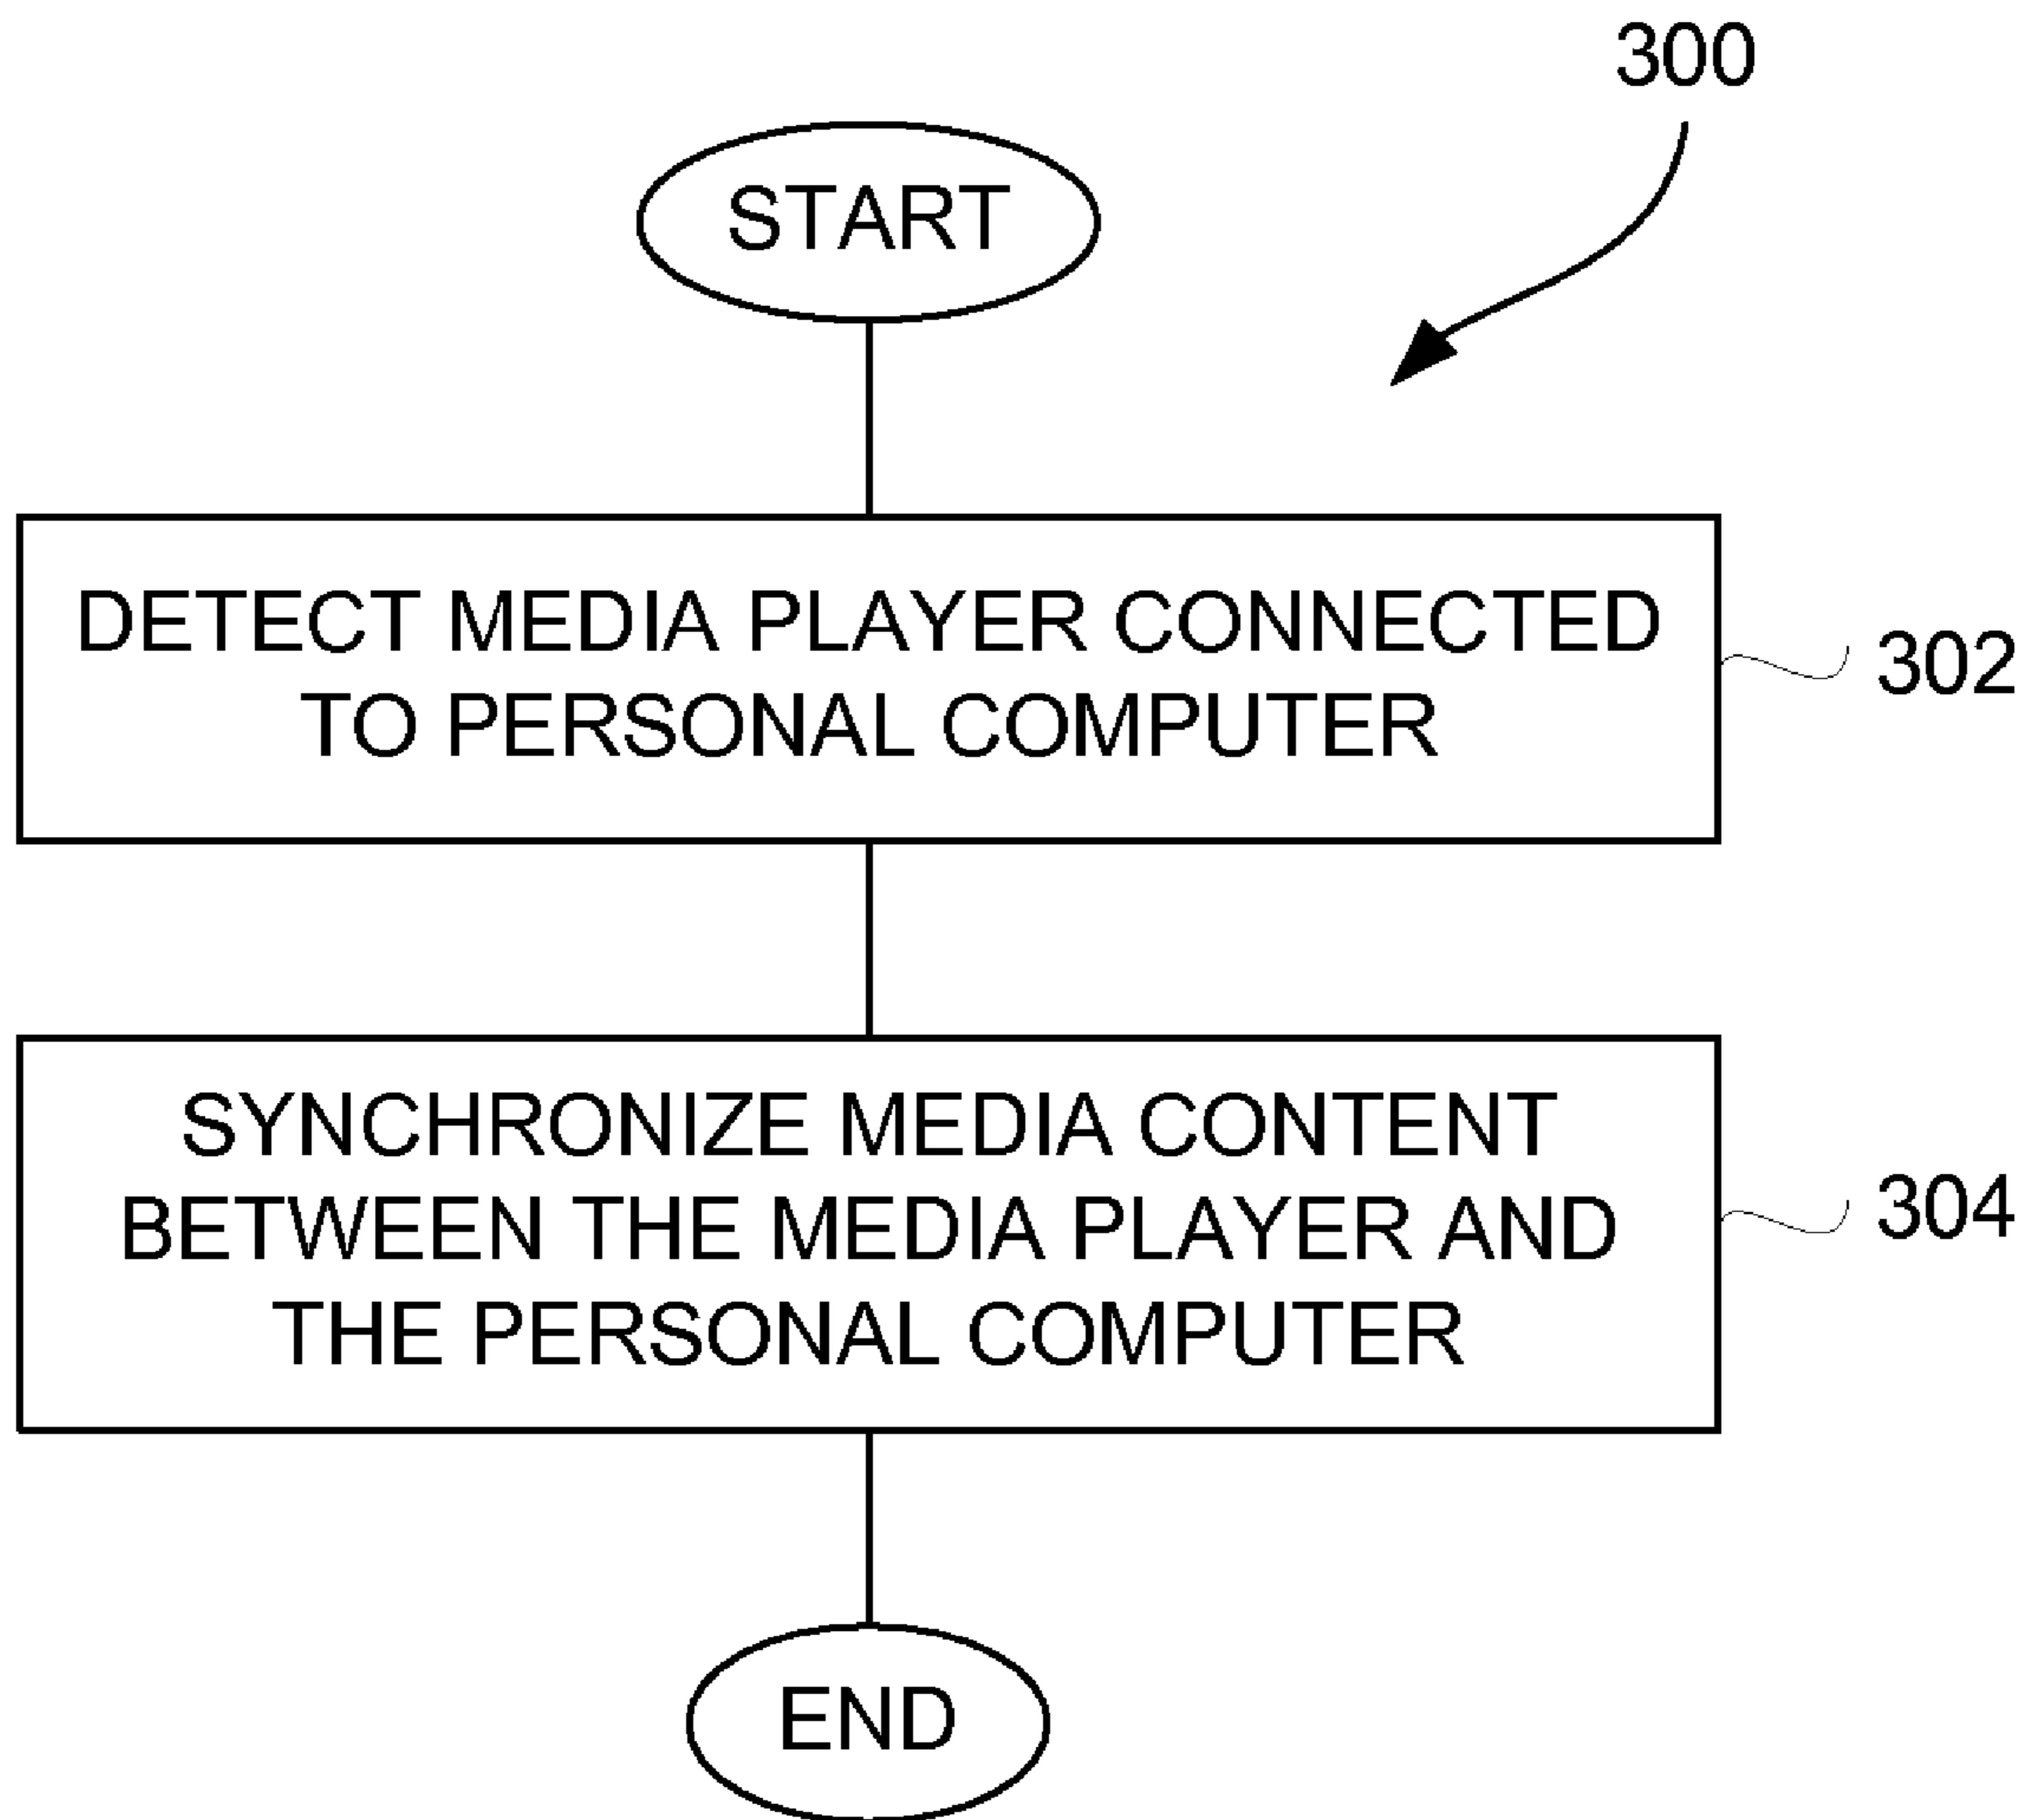 300
START
DETECT MEDIA PLAYER CONNECTED
TO PERSONAL COMPUTER
302
SYNCHRONIZE MEDIA CONTENT
BETWEEN THE MEDIA PLAYER AND
THE PERSONAL COMPUTER
304
END